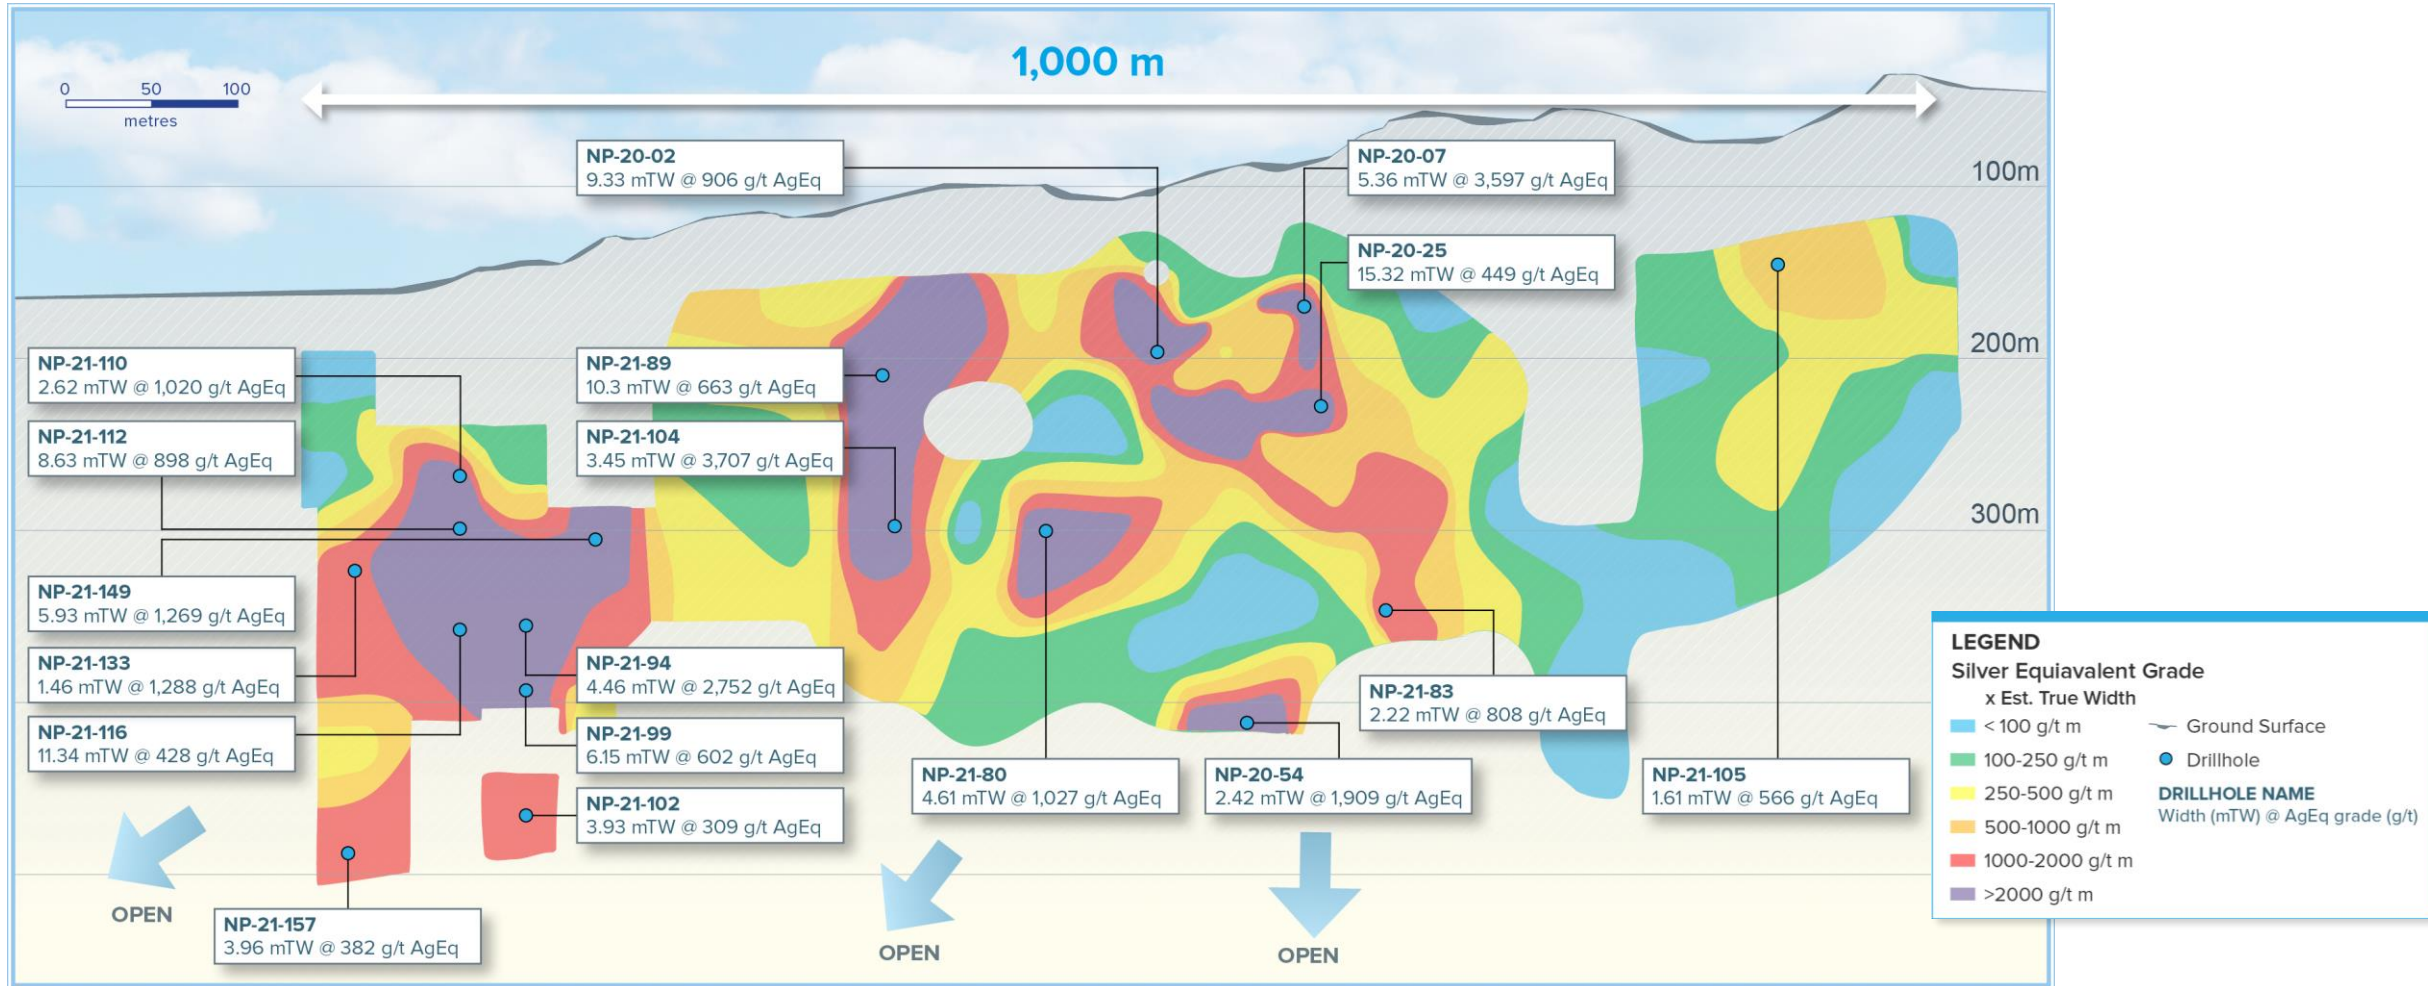 1,000 m
0 50 100
metres
NP-20-02
9.33 mTW @ 906 g/t AgEq
NP-20-07
5.36 mTW @ 3,597 g/t AgEq
100m
NP-20-25
15.32 mTW @ 449 g/t AgEq
200m
NP-21-110
2.62 mTW @ 1,020 g/t AgEq
NP-21-89
10.3 mTW @ 663 g/t AgEq
NP-21-112
8.63 mTW @ 898 g/t AgEq
NP-21-104
3.45 mTW @ 3,707 g/t AgEq
300m
NP-21-149
5.93 mTW @ 1,269 g/t AgEq
NP-21-133
1.46 mTW @ 1,288 g/t AgEq
NP-21-94
4.46 mTW @ 2,752 g/t AgEq
NP-21-83
2.22 mTW @ 808 g/t AgEq
NP-21-116
11.34 mTW @ 428 g/t AgEq
NP-21-99
6.15 mTW @ 602 g/t AgEq
NP-21-80
4.61 mTW @ 1,027 g/t AgEq
NP-20-54
2.42 mTW @ 1,909 g/t AgEq
NP-21-105
1.61 mTW @ 566 g/t AgEq
NP-21-102
3.93 mTW @ 309 g/t AgEq
NP-21-157
3.96 mTW @ 382 g/t AgEq
OPEN
OPEN
OPEN
LEGEND
Silver Equiavalent Grade
x Est. True Width
< 100 g/t m
100-250 g/t m
250-500 g/t m
500-1000 g/t m
1000-2000 g/t m
>2000 g/t m
Ground Surface
Drillhole
DRILLHOLE NAME
Width (mTW) @ AgEq grade (g/t)